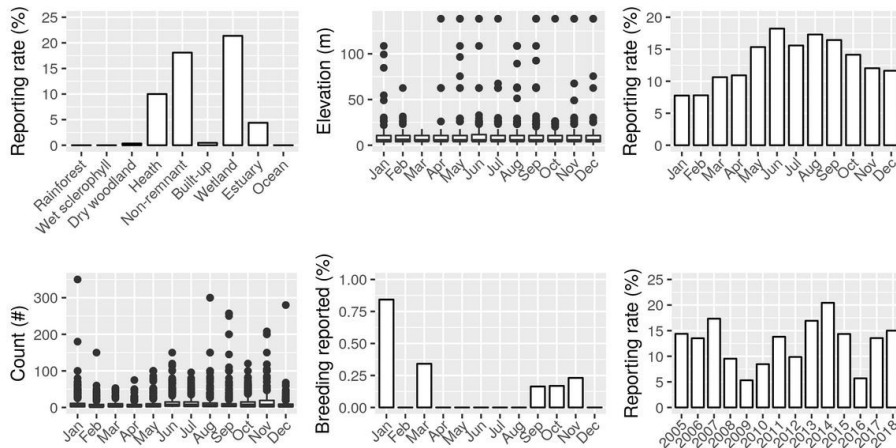 Reporting rate (%)
25
20
15
10
5
0
Rainforest
Wet sclerophyll
Dry woodland
Heath
Non-remnant
Built-up
Wetland
Estuary
Ocean
Elevation (m)
100
50
0
Jan
Feb
Mar
Apr
May
Jun
Jul
Aug
Sep
Oct
Nov
Dec
Reporting rate (%)
20
15
10
5
0
Jan
Feb
Mar
Apr
May
Jun
Jul
Aug
Sep
Oct
Nov
Dec
Count (#)
300
200
100
0
Jan
Feb
Mar
Apr
May
Jun
Jul
Aug
Sep
Oct
Nov
Dec
Breeding reported (%)
1.00
0.75
0.50
0.25
0.00
Jan
Feb
Mar
Apr
May
Jun
Jul
Aug
Sep
Oct
Nov
Dec
Reporting rate (%)
25
20
15
10
5
0
2005
2006
2007
2008
2009
2010
2011
2012
2013
2014
2015
2016
2017